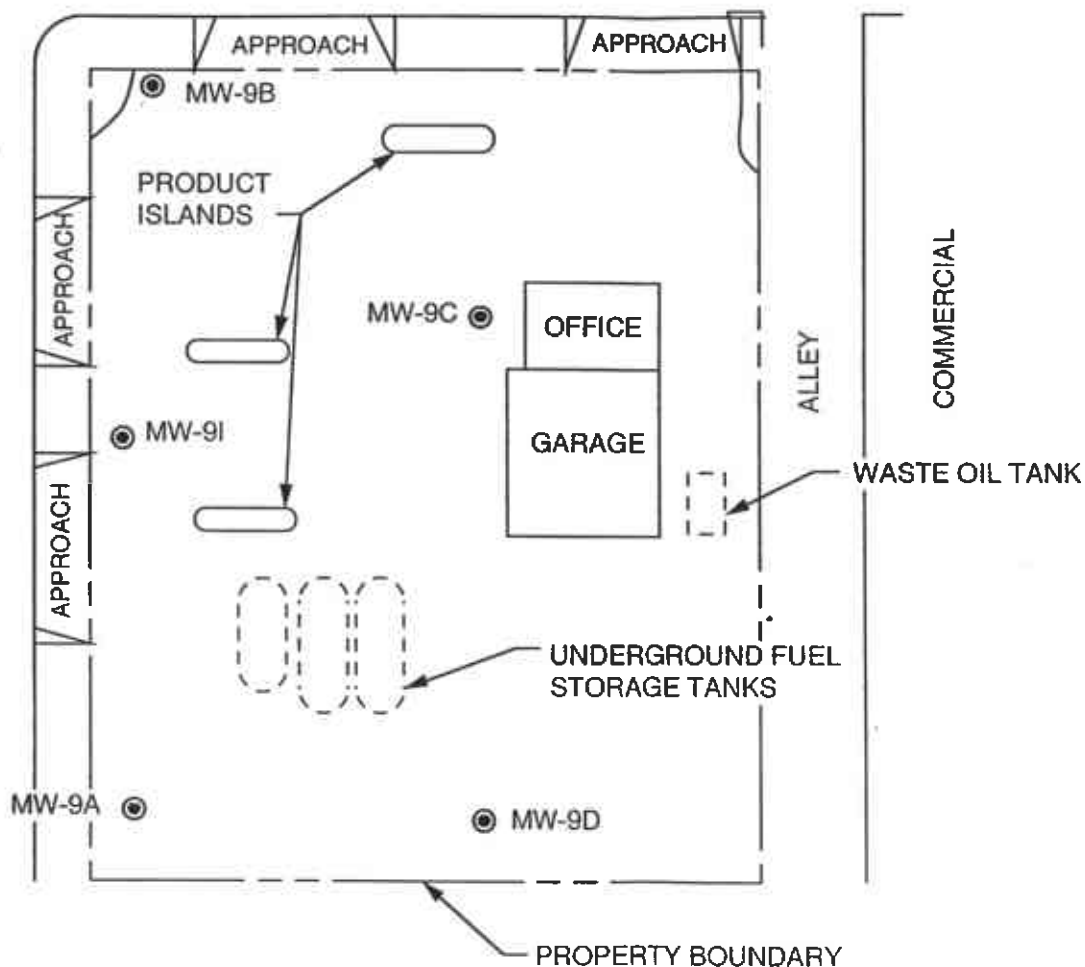 APPROACH
APPROACH
MW-9B
PRODUCT
ISLANDS
APPROACH
MW-9C
OFFICE
ALLEY
COMMERCIAL
MW-9I
GARAGE
WASTE OIL TANK
APPROACH
UNDERGROUND FUEL
STORAGE TANKS
MW-9A
MW-9D
PROPERTY BOUNDARY